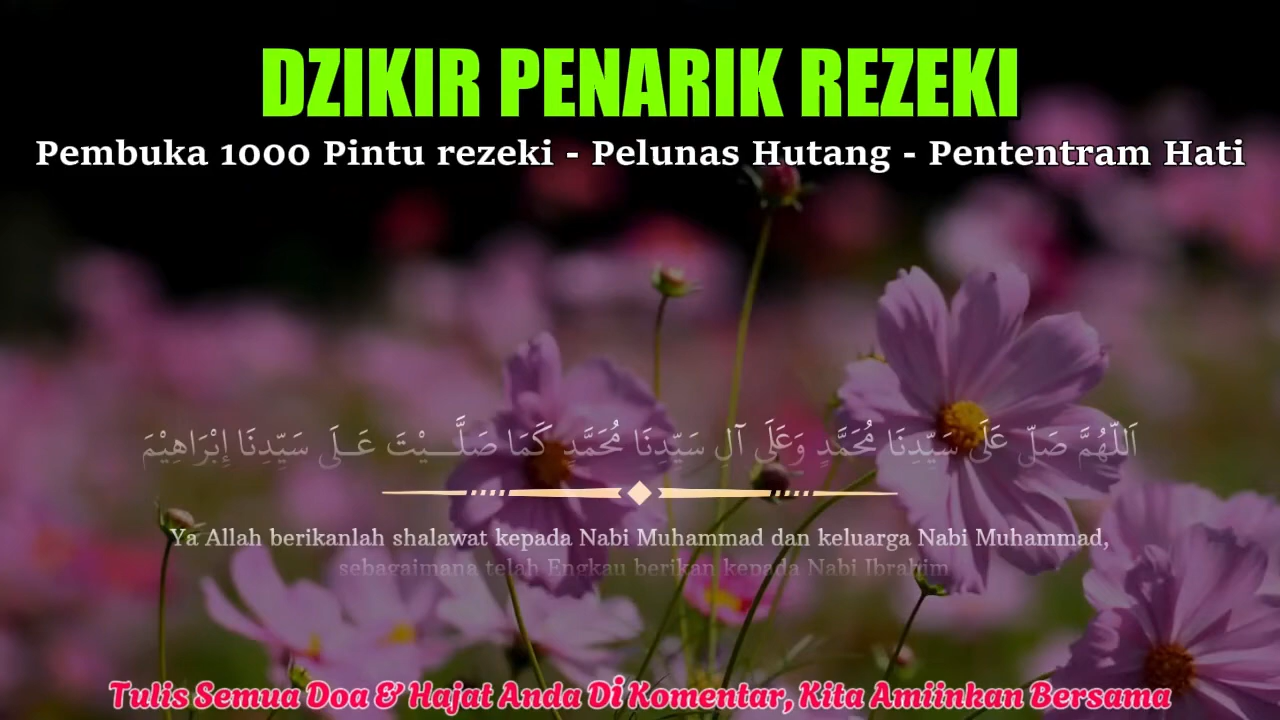 DZIKIR PENARIK REZEKI
Pembuka 1000 Pintu rezeki - Pelunas Hutang - Pententram Hati
اَللّٰهُمَّ صَلِّ عَلَى سَيِّدِنَا مُحَمَّدٍ وَعَلَى آلِ سَيِّدِنَا مُحَمَّدٍ كَمَا صَلَّـــيْتَ عَـلَى سَيِّدِنَا إِبْرَاهِيْمَ
Ya Allah berikanlah shalawat kepada Nabi Muhammad dan keluarga Nabi Muhammad,
sebagaimana telah Engkau berikan kepada Nabi Ibrahim
Tulis Semua Doa & Hajat Anda Di Komentar, Kita Amiinkan Bersama